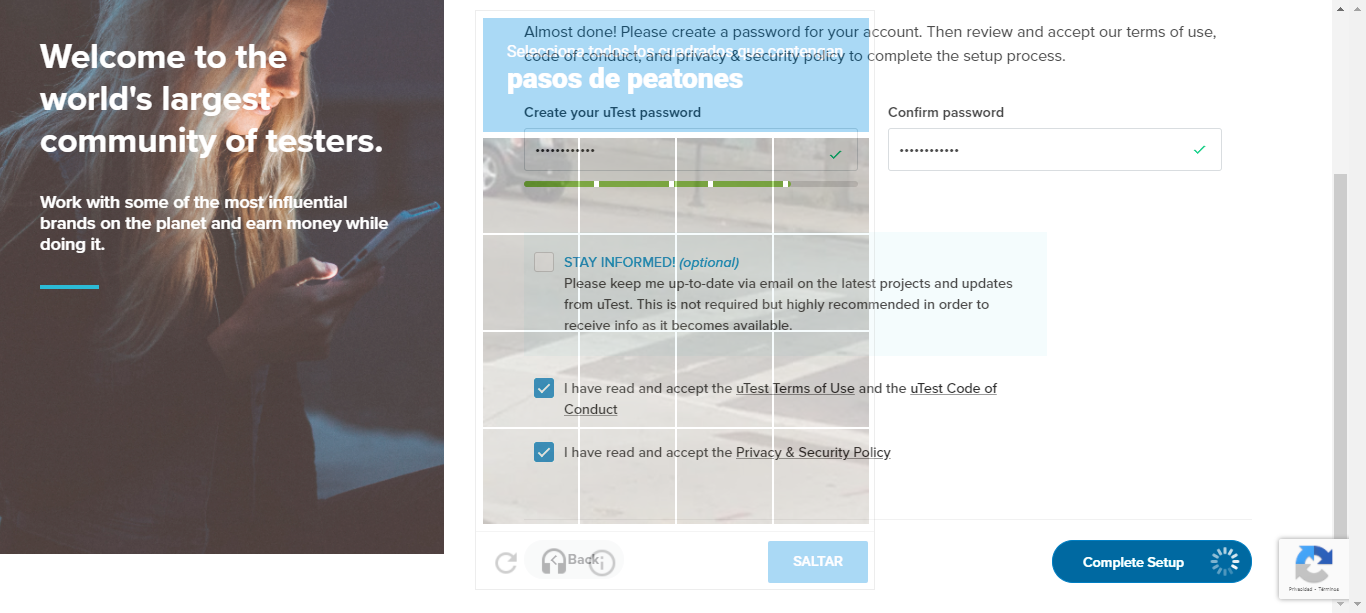 Welcome to the
world's largest
community of testers.
Work with some of the most influential
brands on the planet and earn money while
doing it.
Almost done! Please create a password for your account. Then review and accept our terms of use,
code of conduct, and privacy & security policy to complete the setup process.
Selecciona todos los cuadrados que contengan
pasos de peatones
Create your uTest password
Confirm password
STAY INFORMED! (optional)
Please keep me up-to-date via email on the latest projects and updates
from uTest. This is not required but highly recommended in order to
receive info as it becomes available.
I have read and accept the uTest Terms of Use and the uTest Code of
Conduct
I have read and accept the Privacy & Security Policy
Back
SALTAR
Complete Setup
Privacidad - Términos